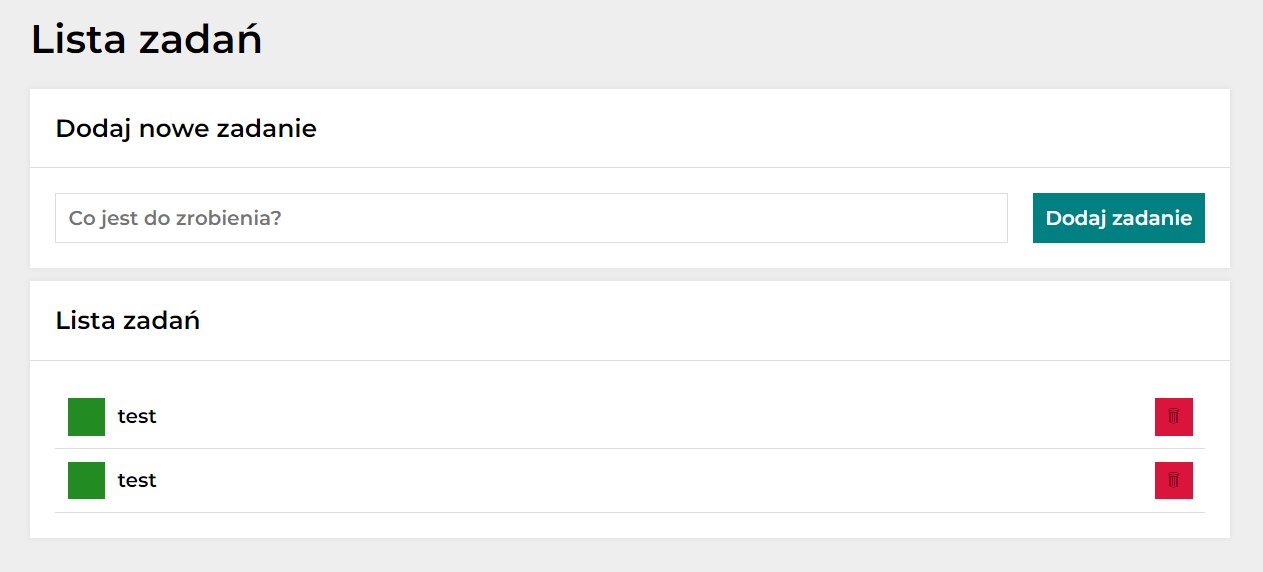 Lista zadań
Dodaj nowe zadanie
Co jest do zrobienia?
Dodaj zadanie
Lista zadań
test
test